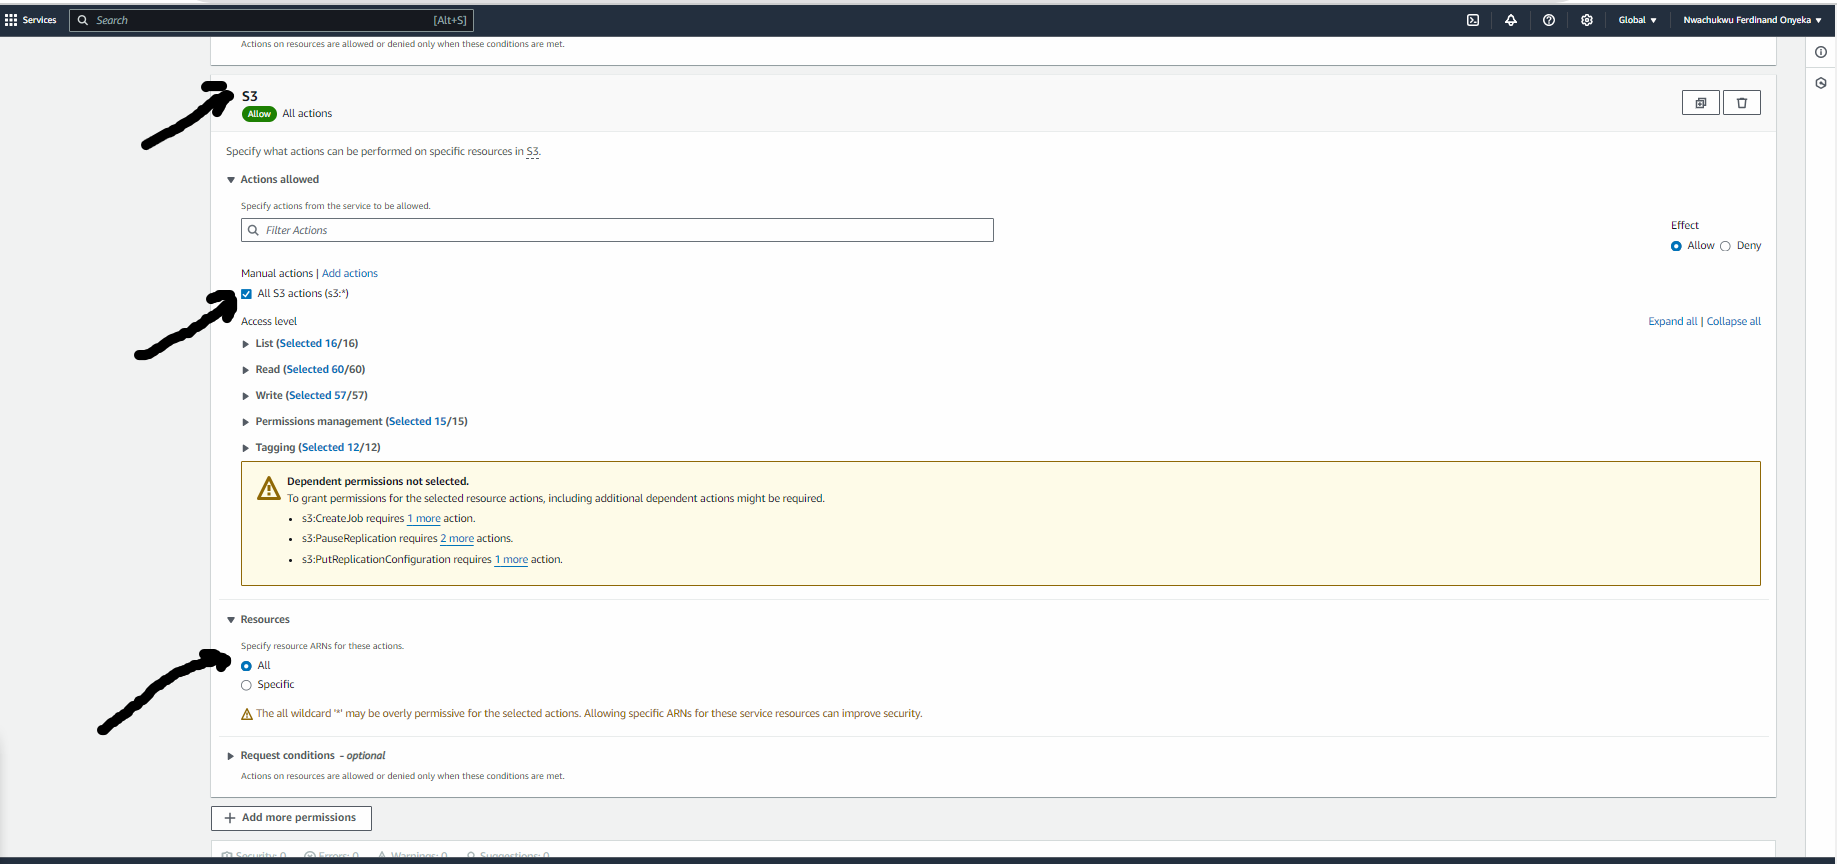 Services
Search [Alt+S]
Global ▼
Nwachukwu Ferdinand Onyeka ▼
Actions on resources are allowed or denied only when these conditions are met.
S3
Allow All actions
Specify what actions can be performed on specific resources in S3.
Actions allowed
Specify actions from the service to be allowed.
Filter Actions
Effect
Allow Deny
Manual actions | Add actions
All S3 actions (s3:*)
Access level
Expand all | Collapse all
List (Selected 16/16)
Read (Selected 60/60)
Write (Selected 57/57)
Permissions management (Selected 15/15)
Tagging (Selected 12/12)
Dependent permissions not selected.
To grant permissions for the selected resource actions, including additional dependent actions might be required.
• s3:CreateJob requires 1 more action.
• s3:PauseReplication requires 2 more actions.
• s3:PutReplicationConfiguration requires 1 more action.
Resources
Specify resource ARNs for these actions.
All
Specific
The all wildcard '*' may be overly permissive for the selected actions. Allowing specific ARNs for these service resources can improve security.
Request conditions - optional
Actions on resources are allowed or denied only when these conditions are met.
+ Add more permissions
Security: 0 Errors: 0 Warnings: 0 Suggestions: 0